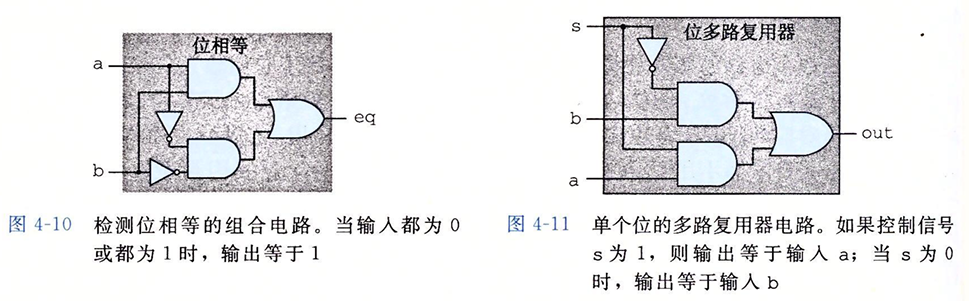 位相等
a
b
eq
图 4-10 检测位相等的组合电路。当输入都为 0
或都为 1 时，输出等于 1
位多路复用器
s
b
a
out
图 4-11 单个位的多路复用器电路。如果控制信号
s 为 1，则输出等于输入 a；当 s 为 0
时，输出等于输入 b